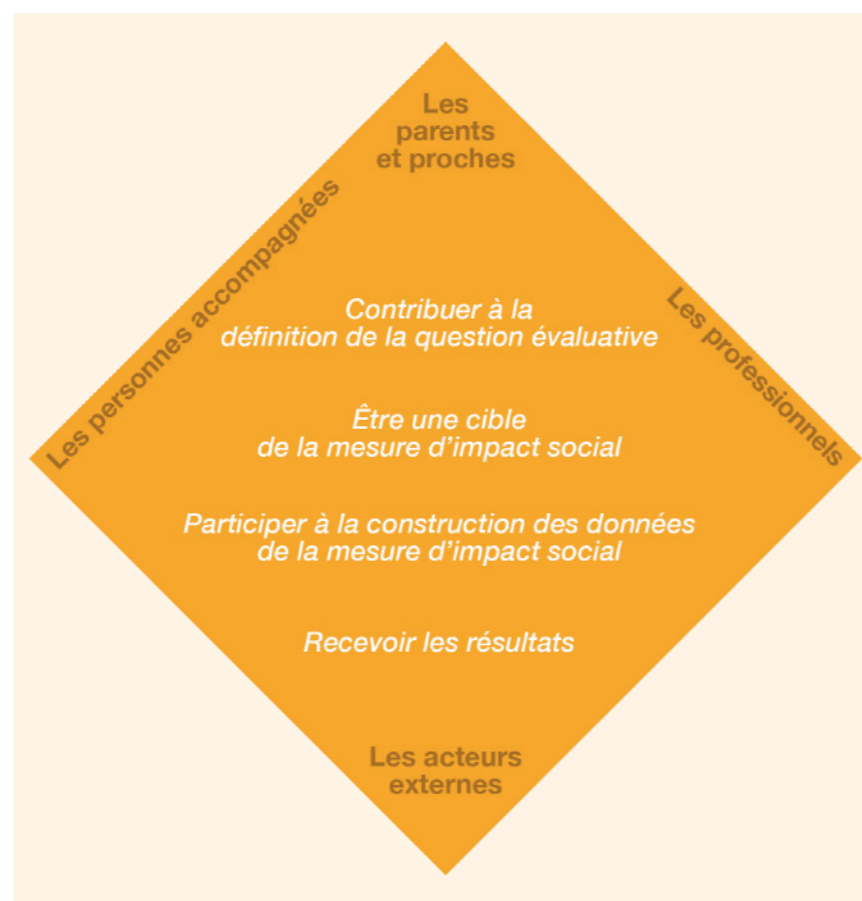 Les
parents
et proches
Les personnes accompagnées
Les professionnels
Contribuer à la
définition de la question évaluative
Être une cible
de la mesure d’impact social
Participer à la construction des données
de la mesure d’impact social
Recevoir les résultats
Les acteurs
externes